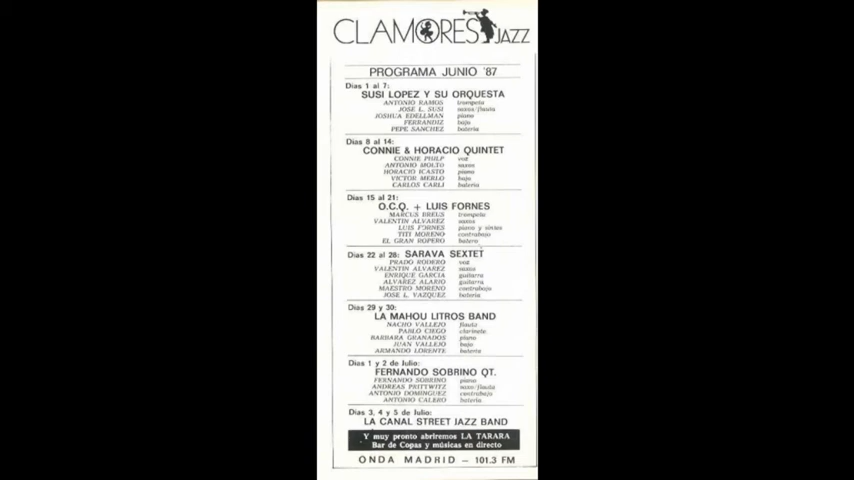 CLAMORES JAZZ
PROGRAMA JUNIO '87
Dias 1 al 7:
SUSI LOPEZ Y SU ORQUESTA
ANTONIO RAMOS trompeta
JOSE L. SUSI saxos/flauta
JOSHUA EDELLMAN piano
FERRANDIZ bajo
PEPE SANCHEZ bateria
Dias 8 al 14:
CONNIE & HORACIO QUINTET
CONNIE PHILP voz
ANTONIO MOLTO saxos
HORACIO ICASTO piano
VICTOR MERLO bajo
CARLOS CARLI bateria
Dias 15 al 21:
O.C.Q. + LUIS FORNES
MARCUS BREUS trompeta
VALENTIN ALVAREZ saxos
LUIS FORNES piano y sintes
TITI MORENO contrabajo
EL GRAN ROPERO batero
Dias 22 al 28: SARAVA SEXTET
PRADO RODERO voz
VALENTIN ALVAREZ saxos
ENRIQUE GARCIA guitarra
ALVAREZ ALARIO guitarra
MAESTRO MORENO contrabajo
JOSE L. VAZQUEZ bateria
Dias 29 y 30:
LA MAHOU LITROS BAND
NACHO VALLEJO flauta
PABLO CIEGO clarinete
BARBARA GRANADOS piano
JUAN VALLEJO bajo
ARMANDO LORENTE bateria
Dias 1 y 2 de Julio:
FERNANDO SOBRINO QT.
FERNANDO SOBRINO piano
ANDREAS PRITTWITZ saxo/flauta
ANTONIO DOMINGUEZ contrabajo
ANTONIO CALERO bateria
Dias 3, 4 y 5 de Julio:
LA CANAL STREET JAZZ BAND
Y muy pronto abriremos LA TARARA
Bar de Copas y músicas en directo
ONDA MADRID – 101.3 FM